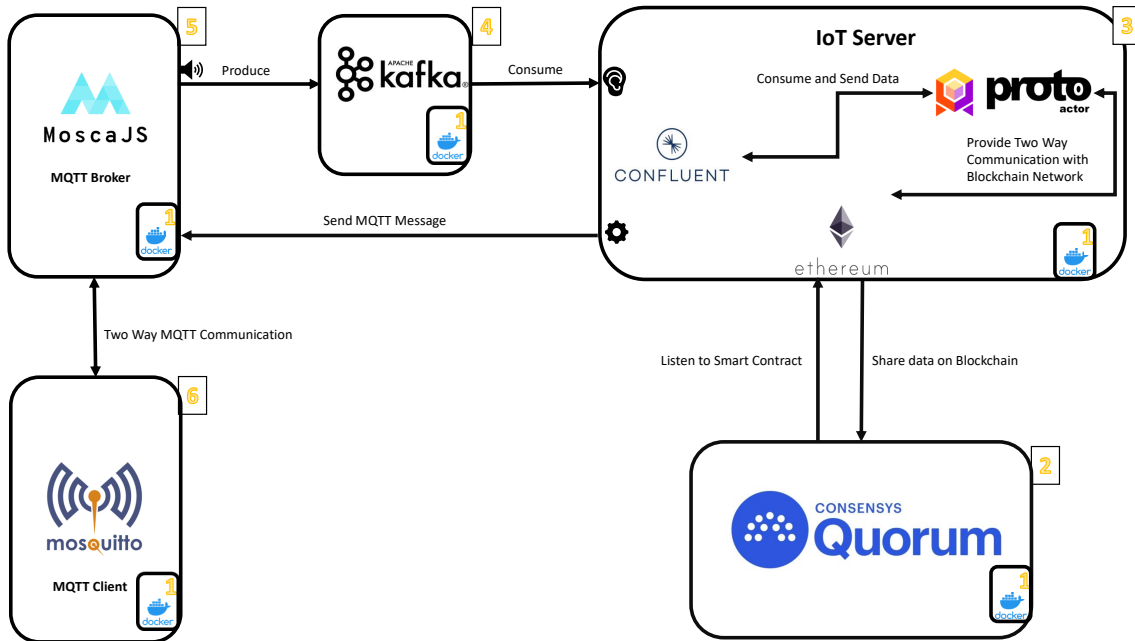 5
MoscaJS
MQTT Broker
1
docker
Produce
4
APACHE
kafka®
1
docker
Consume
3
IoT Server
Consume and Send Data
proto
actor
CONFLUENT
Provide Two Way
Communication with
Blockchain Network
ethereum
1
docker
Send MQTT Message
Two Way MQTT Communication
Listen to Smart Contract
Share data on Blockchain
6
mosquitto
MQTT Client
1
docker
2
CONSENSYS
Quorum
1
docker